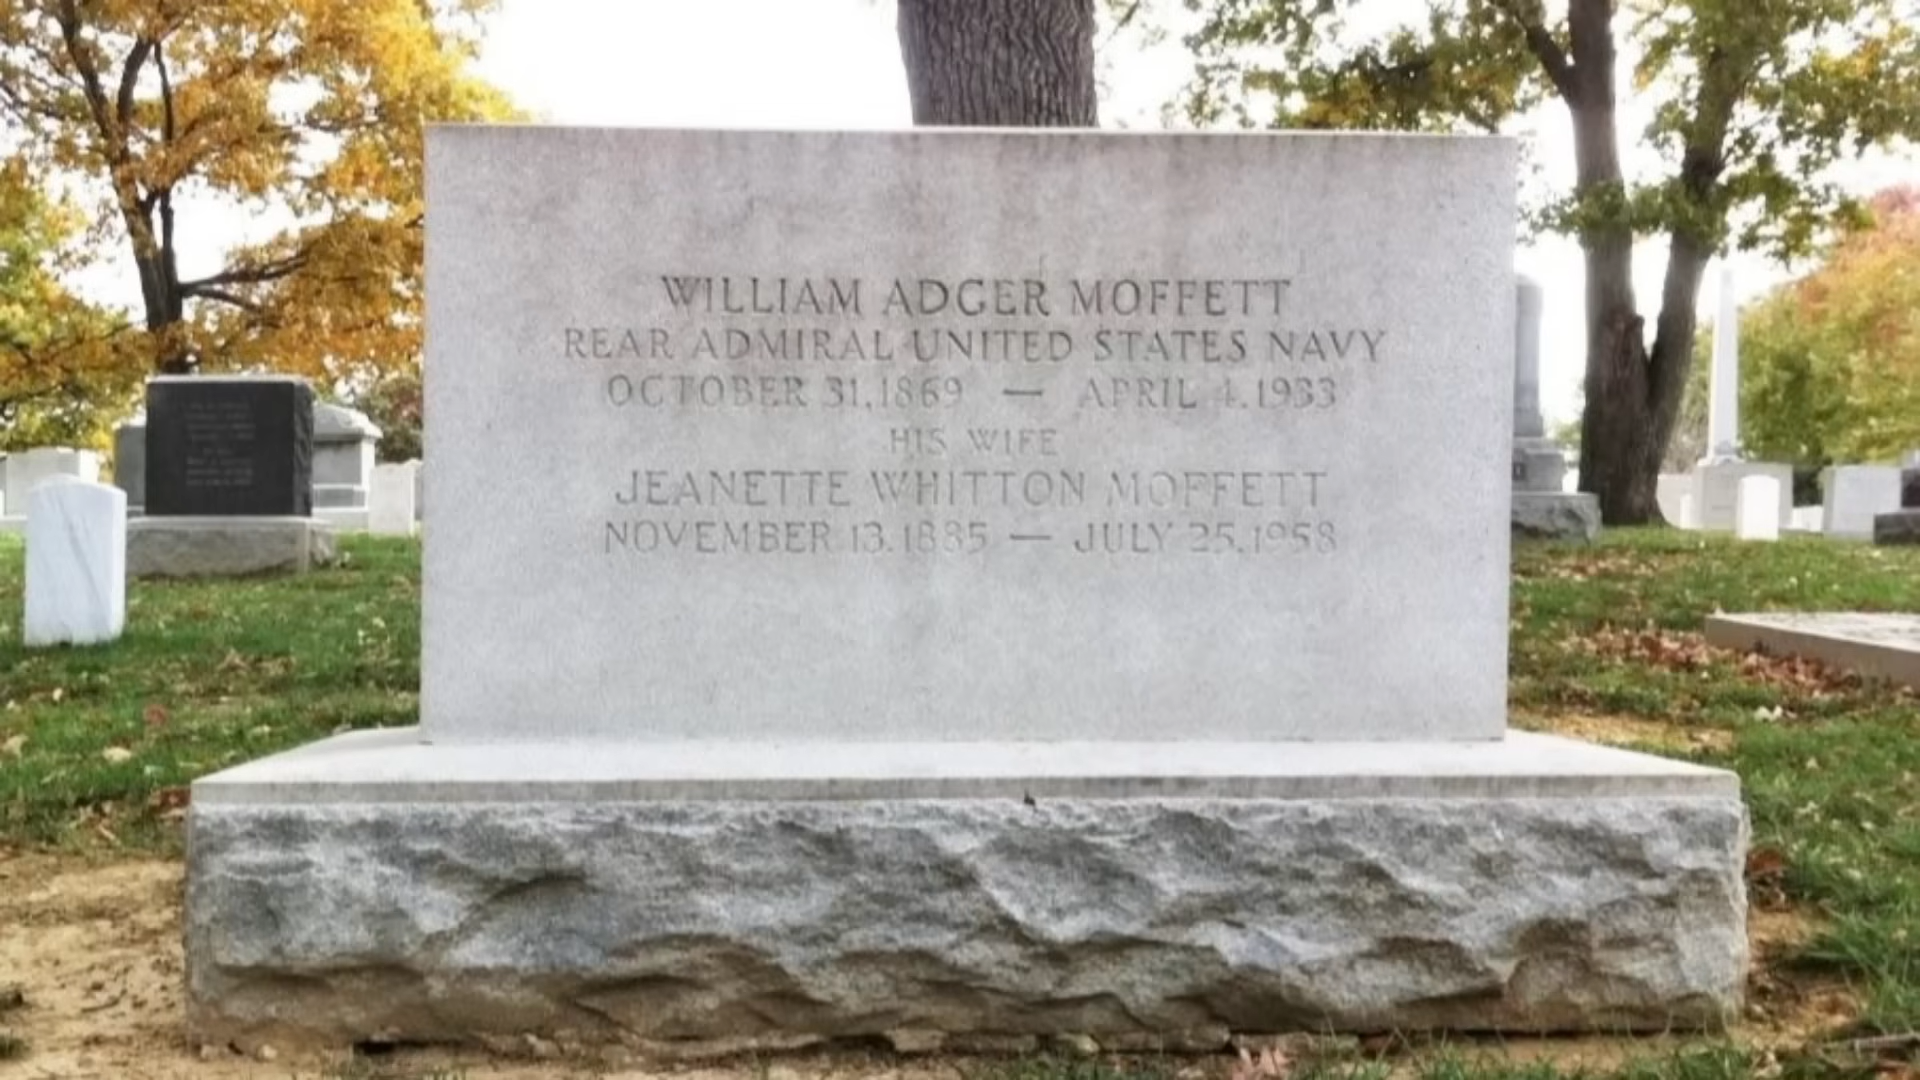 WILLIAM ADGER MOFFETT
REAR ADMIRAL UNITED STATES NAVY
OCTOBER 31, 1869 — APRIL 4, 1933
HIS WIFE
JEANETTE WHITTON MOFFETT
NOVEMBER 13, 1885 — JULY 25, 1958